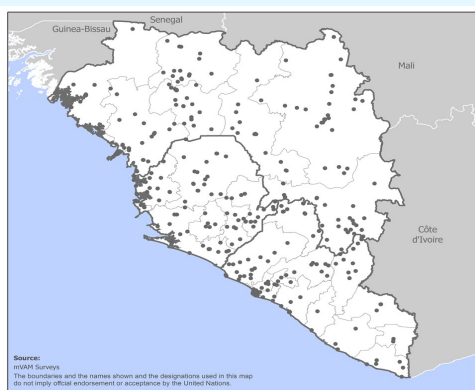 Senegal
Guinea-Bissau
Mali
Côte
d'Ivoire
Source:
mVAM Surveys
The boundaries and the names shown and the designations used in this map
do not imply offcial endorsement or acceptance by the United Nations.